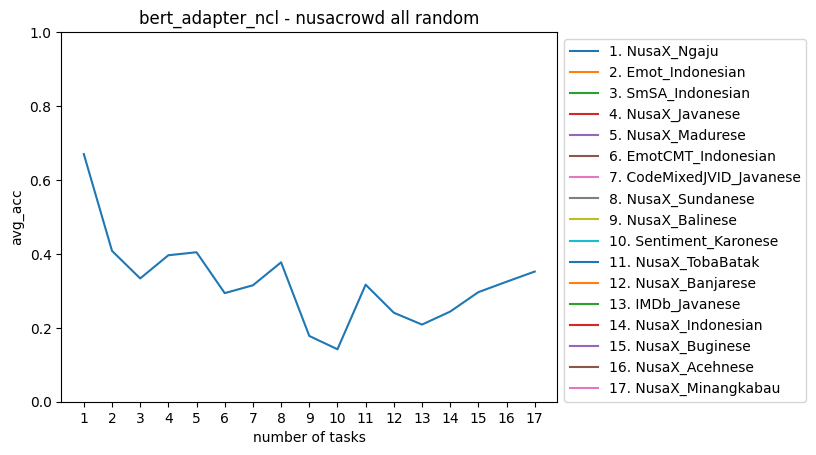 bert_adapter_ncl - nusacrowd all random
1.0
0.8
0.6
0.4
0.2
0.0
avg_acc
1 2 3 4 5 6 7 8 9 10 11 12 13 14 15 16 17
number of tasks
1. NusaX_Ngaju
2. Emot_Indonesian
3. SmSA_Indonesian
4. NusaX_Javanese
5. NusaX_Madurese
6. EmotCMT_Indonesian
7. CodeMixedJVID_Javanese
8. NusaX_Sundanese
9. NusaX_Balinese
10. Sentiment_Karonese
11. NusaX_TobaBatak
12. NusaX_Banjarese
13. IMDb_Javanese
14. NusaX_Indonesian
15. NusaX_Buginese
16. NusaX_Acehnese
17. NusaX_Minangkabau